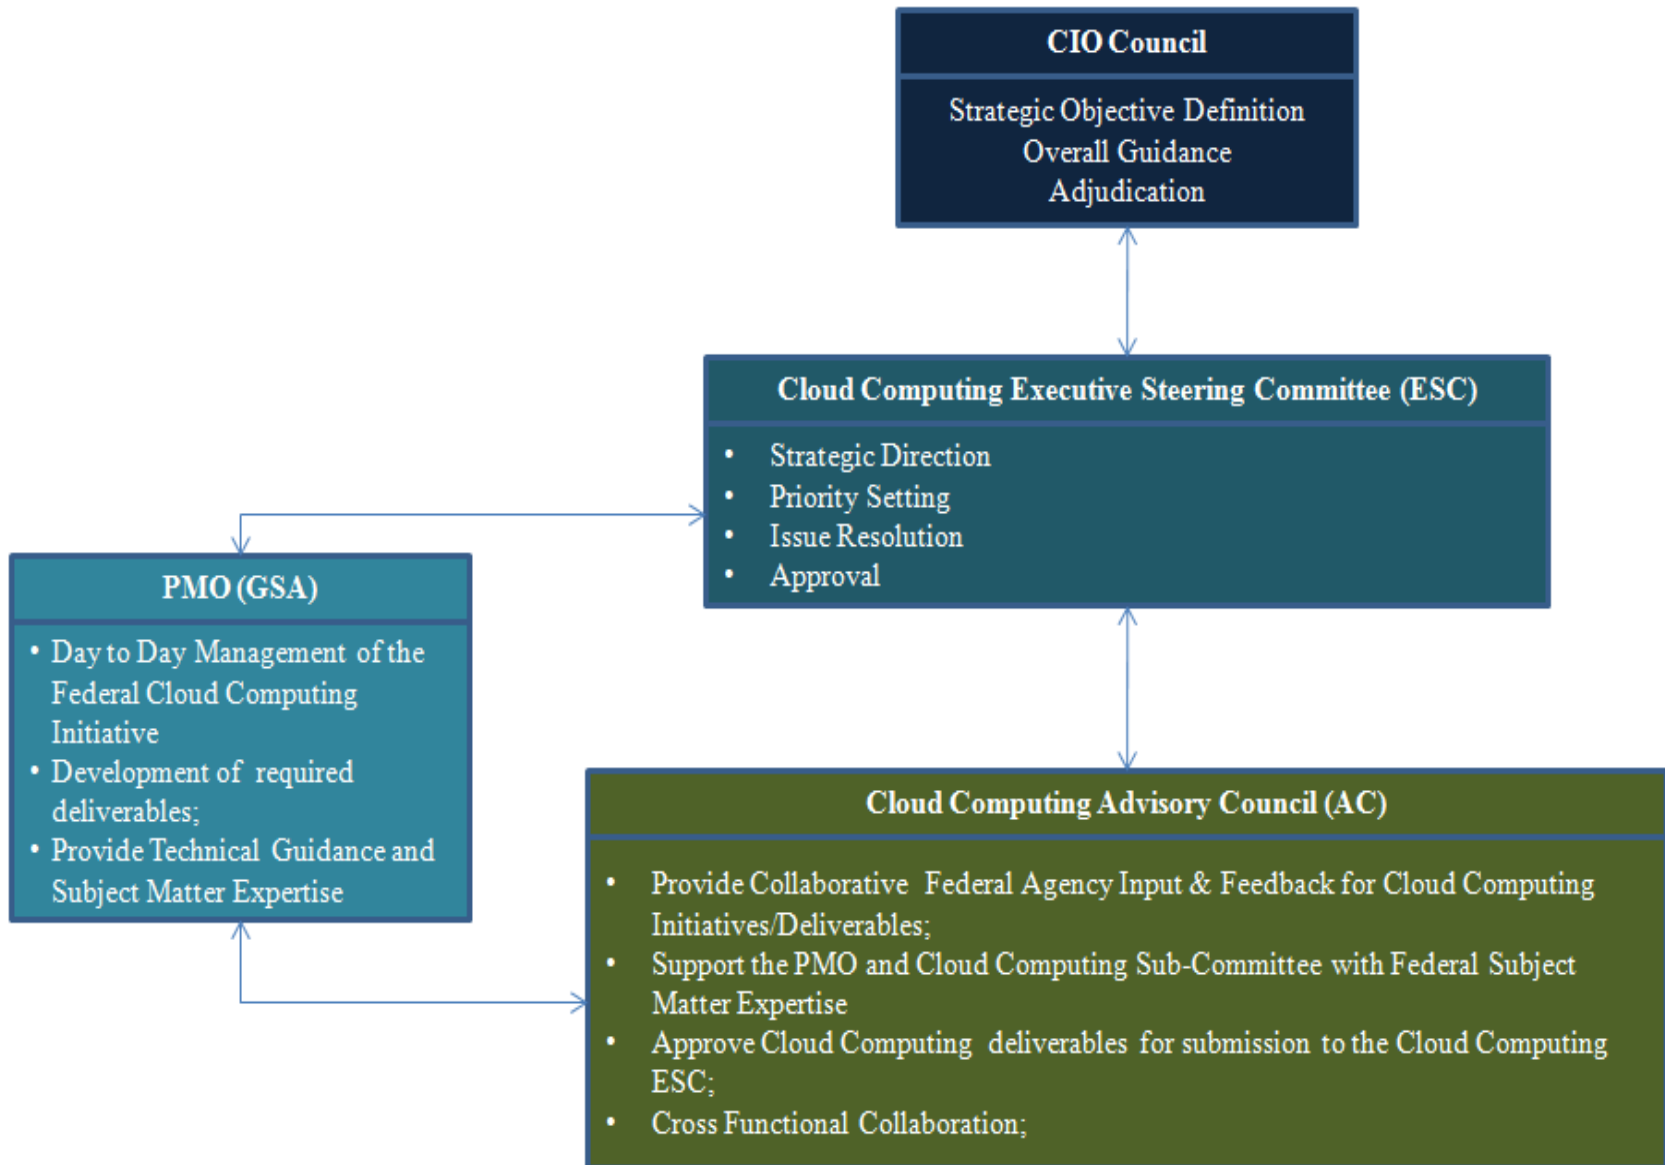 CIO Council
Strategic Objective Definition
Overall Guidance
Adjudication
Cloud Computing Executive Steering Committee (ESC)
• Strategic Direction
• Priority Setting
• Issue Resolution
• Approval
PMO (GSA)
• Day to Day Management of the
Federal Cloud Computing
Initiative
• Development of required
deliverables;
• Provide Technical Guidance and
Subject Matter Expertise
Cloud Computing Advisory Council (AC)
• Provide Collaborative Federal Agency Input & Feedback for Cloud Computing
Initiatives/Deliverables;
• Support the PMO and Cloud Computing Sub-Committee with Federal Subject
Matter Expertise
• Approve Cloud Computing deliverables for submission to the Cloud Computing
ESC;
• Cross Functional Collaboration;